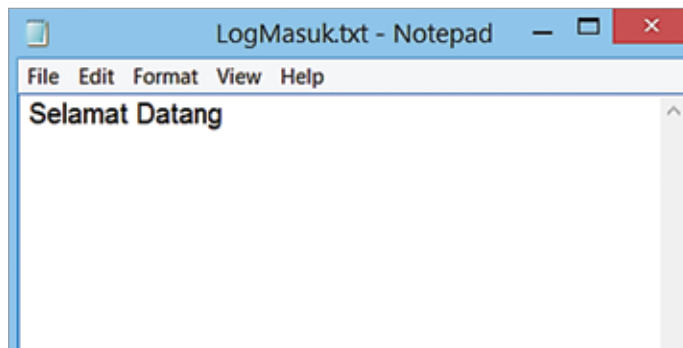 LogMasuk.txt - Notepad
File Edit Format View Help
Selamat Datang